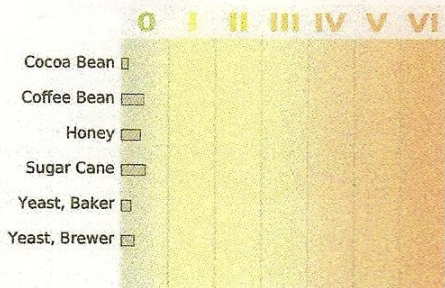 0 I II III IV V VI
Cocoa Bean
Coffee Bean
Honey
Sugar Cane
Yeast, Baker
Yeast, Brewer